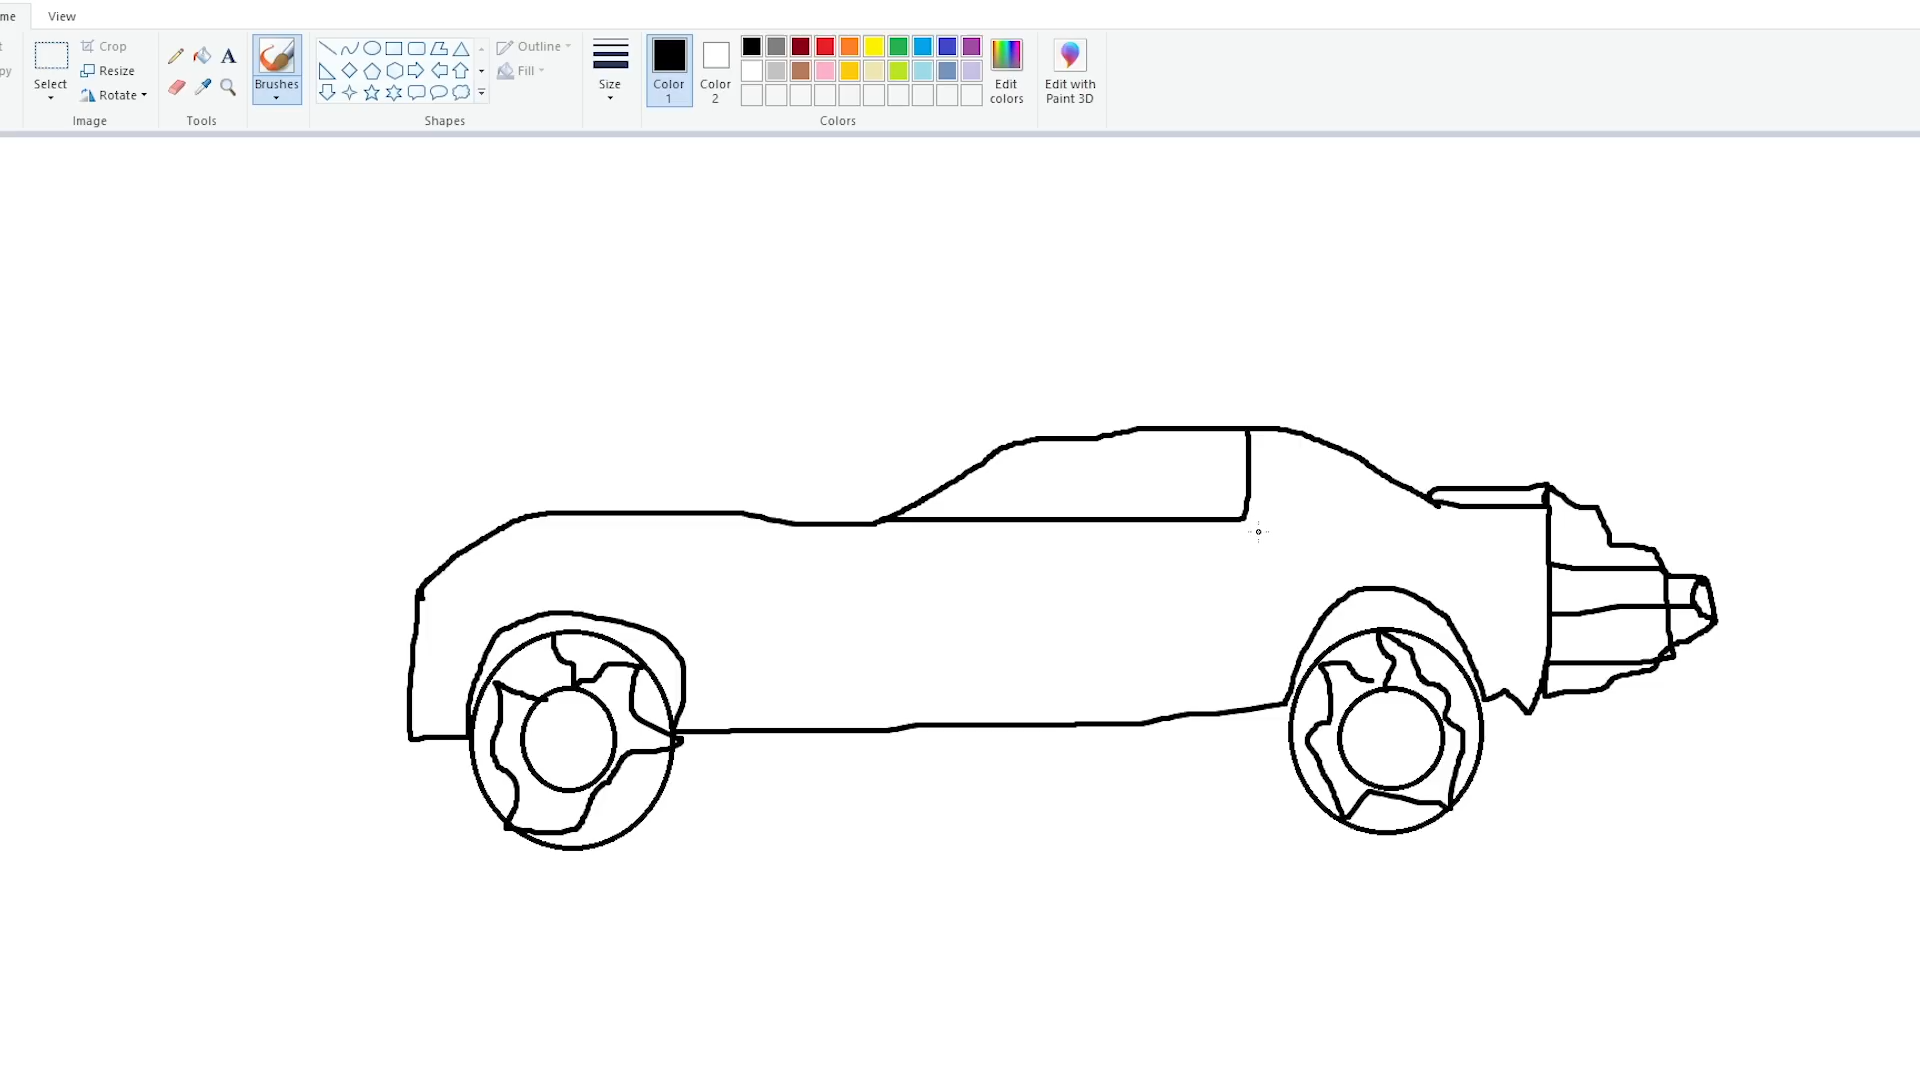 me
View
t
py
Select
Crop
Resize
Rotate
Image
A
Tools
Brushes
Outline
Fill
Shapes
Size
Color
1
Color
2
Edit
colors
Colors
Edit with
Paint 3D